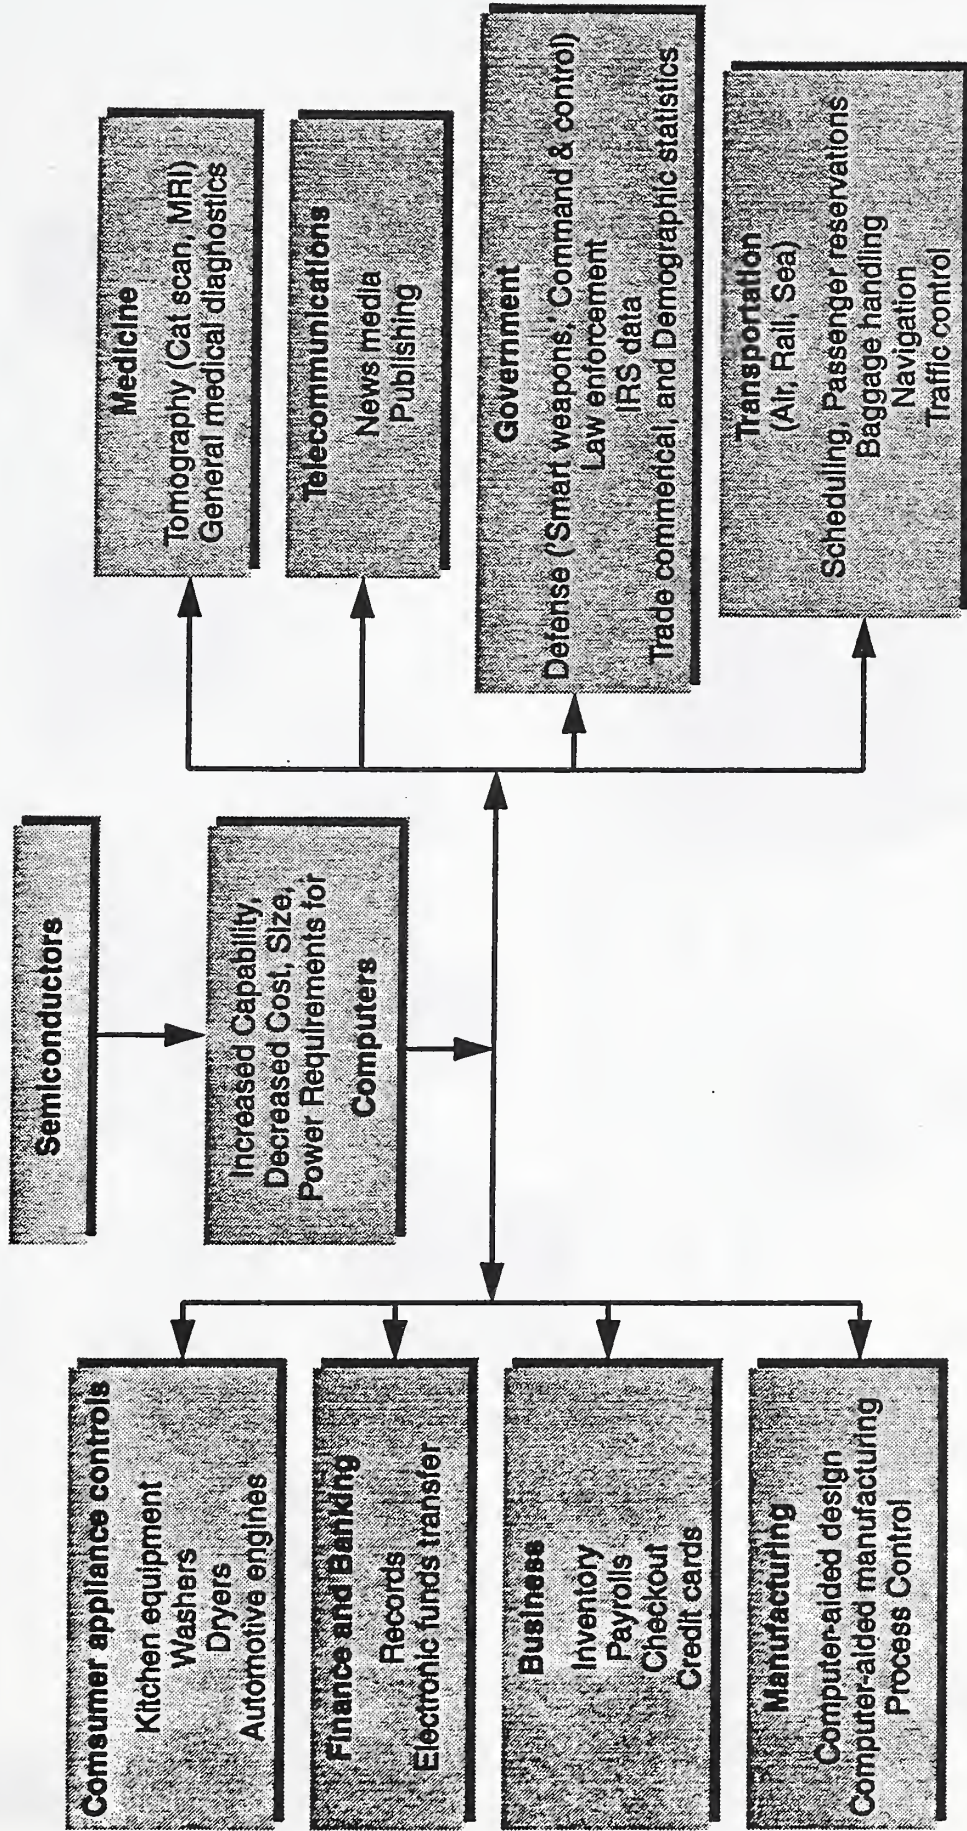 Semiconductors
Increased Capability,
Decreased Cost, Size,
Power Requirements for
Computers
Comsumer appliance controls
Kitchen equipment
Washers
Dryers
Automotive engines
Finance and Banking
Records
Electronic funds transfer
Business
Inventory
Payrolls
Checkout
Credit cards
Manufacturing
Computer-aided design
Computer-aided manufacturing
Process Control
Medicine
Tomography (Cat scan, MRI)
General medical diagnostics
Telecommunications
News media
Publishing
Government
Defense ('Smart weapons,' Command & control)
Law enforcement
IRS data
Trade commerical, and Demographic statistics
Transportation
(Air, Rail, Sea)
Scheduling, Passenger reservations
Baggage handling
Navigation
Traffic control